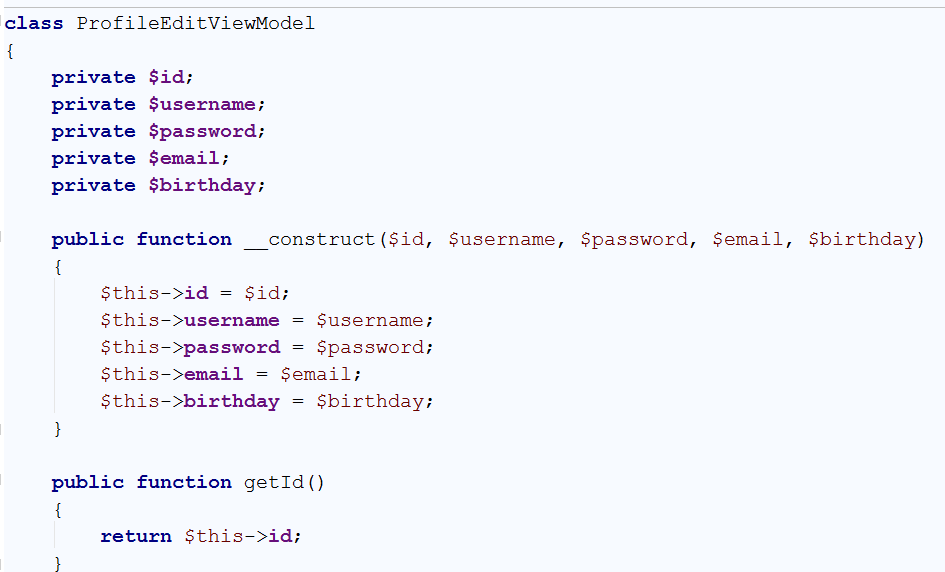 class ProfileEditViewModel
{
    private $id;
    private $username;
    private $password;
    private $email;
    private $birthday;

    public function __construct($id, $username, $password, $email, $birthday)
    {
        $this->id = $id;
        $this->username = $username;
        $this->password = $password;
        $this->email = $email;
        $this->birthday = $birthday;
    }

    public function getId()
    {
        return $this->id;
    }